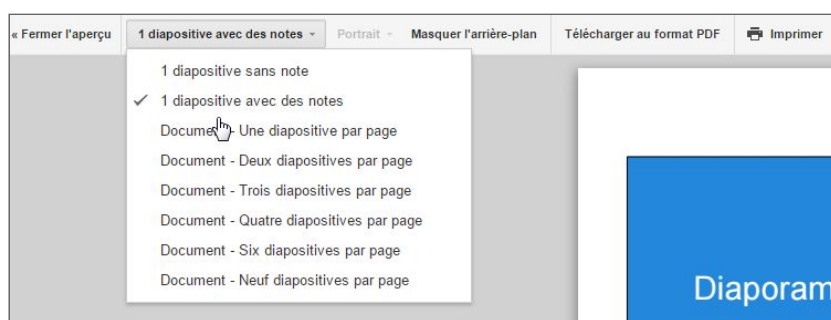 « Fermer l'aperçu 1 diapositive avec des notes Portrait Masquer l'arrière-plan Télécharger au format PDF Imprimer
1 diapositive sans note
1 diapositive avec des notes
Document - Une diapositive par page
Document - Deux diapositives par page
Document - Trois diapositives par page
Document - Quatre diapositives par page
Document - Six diapositives par page
Document - Neuf diapositives par page
Diaporam